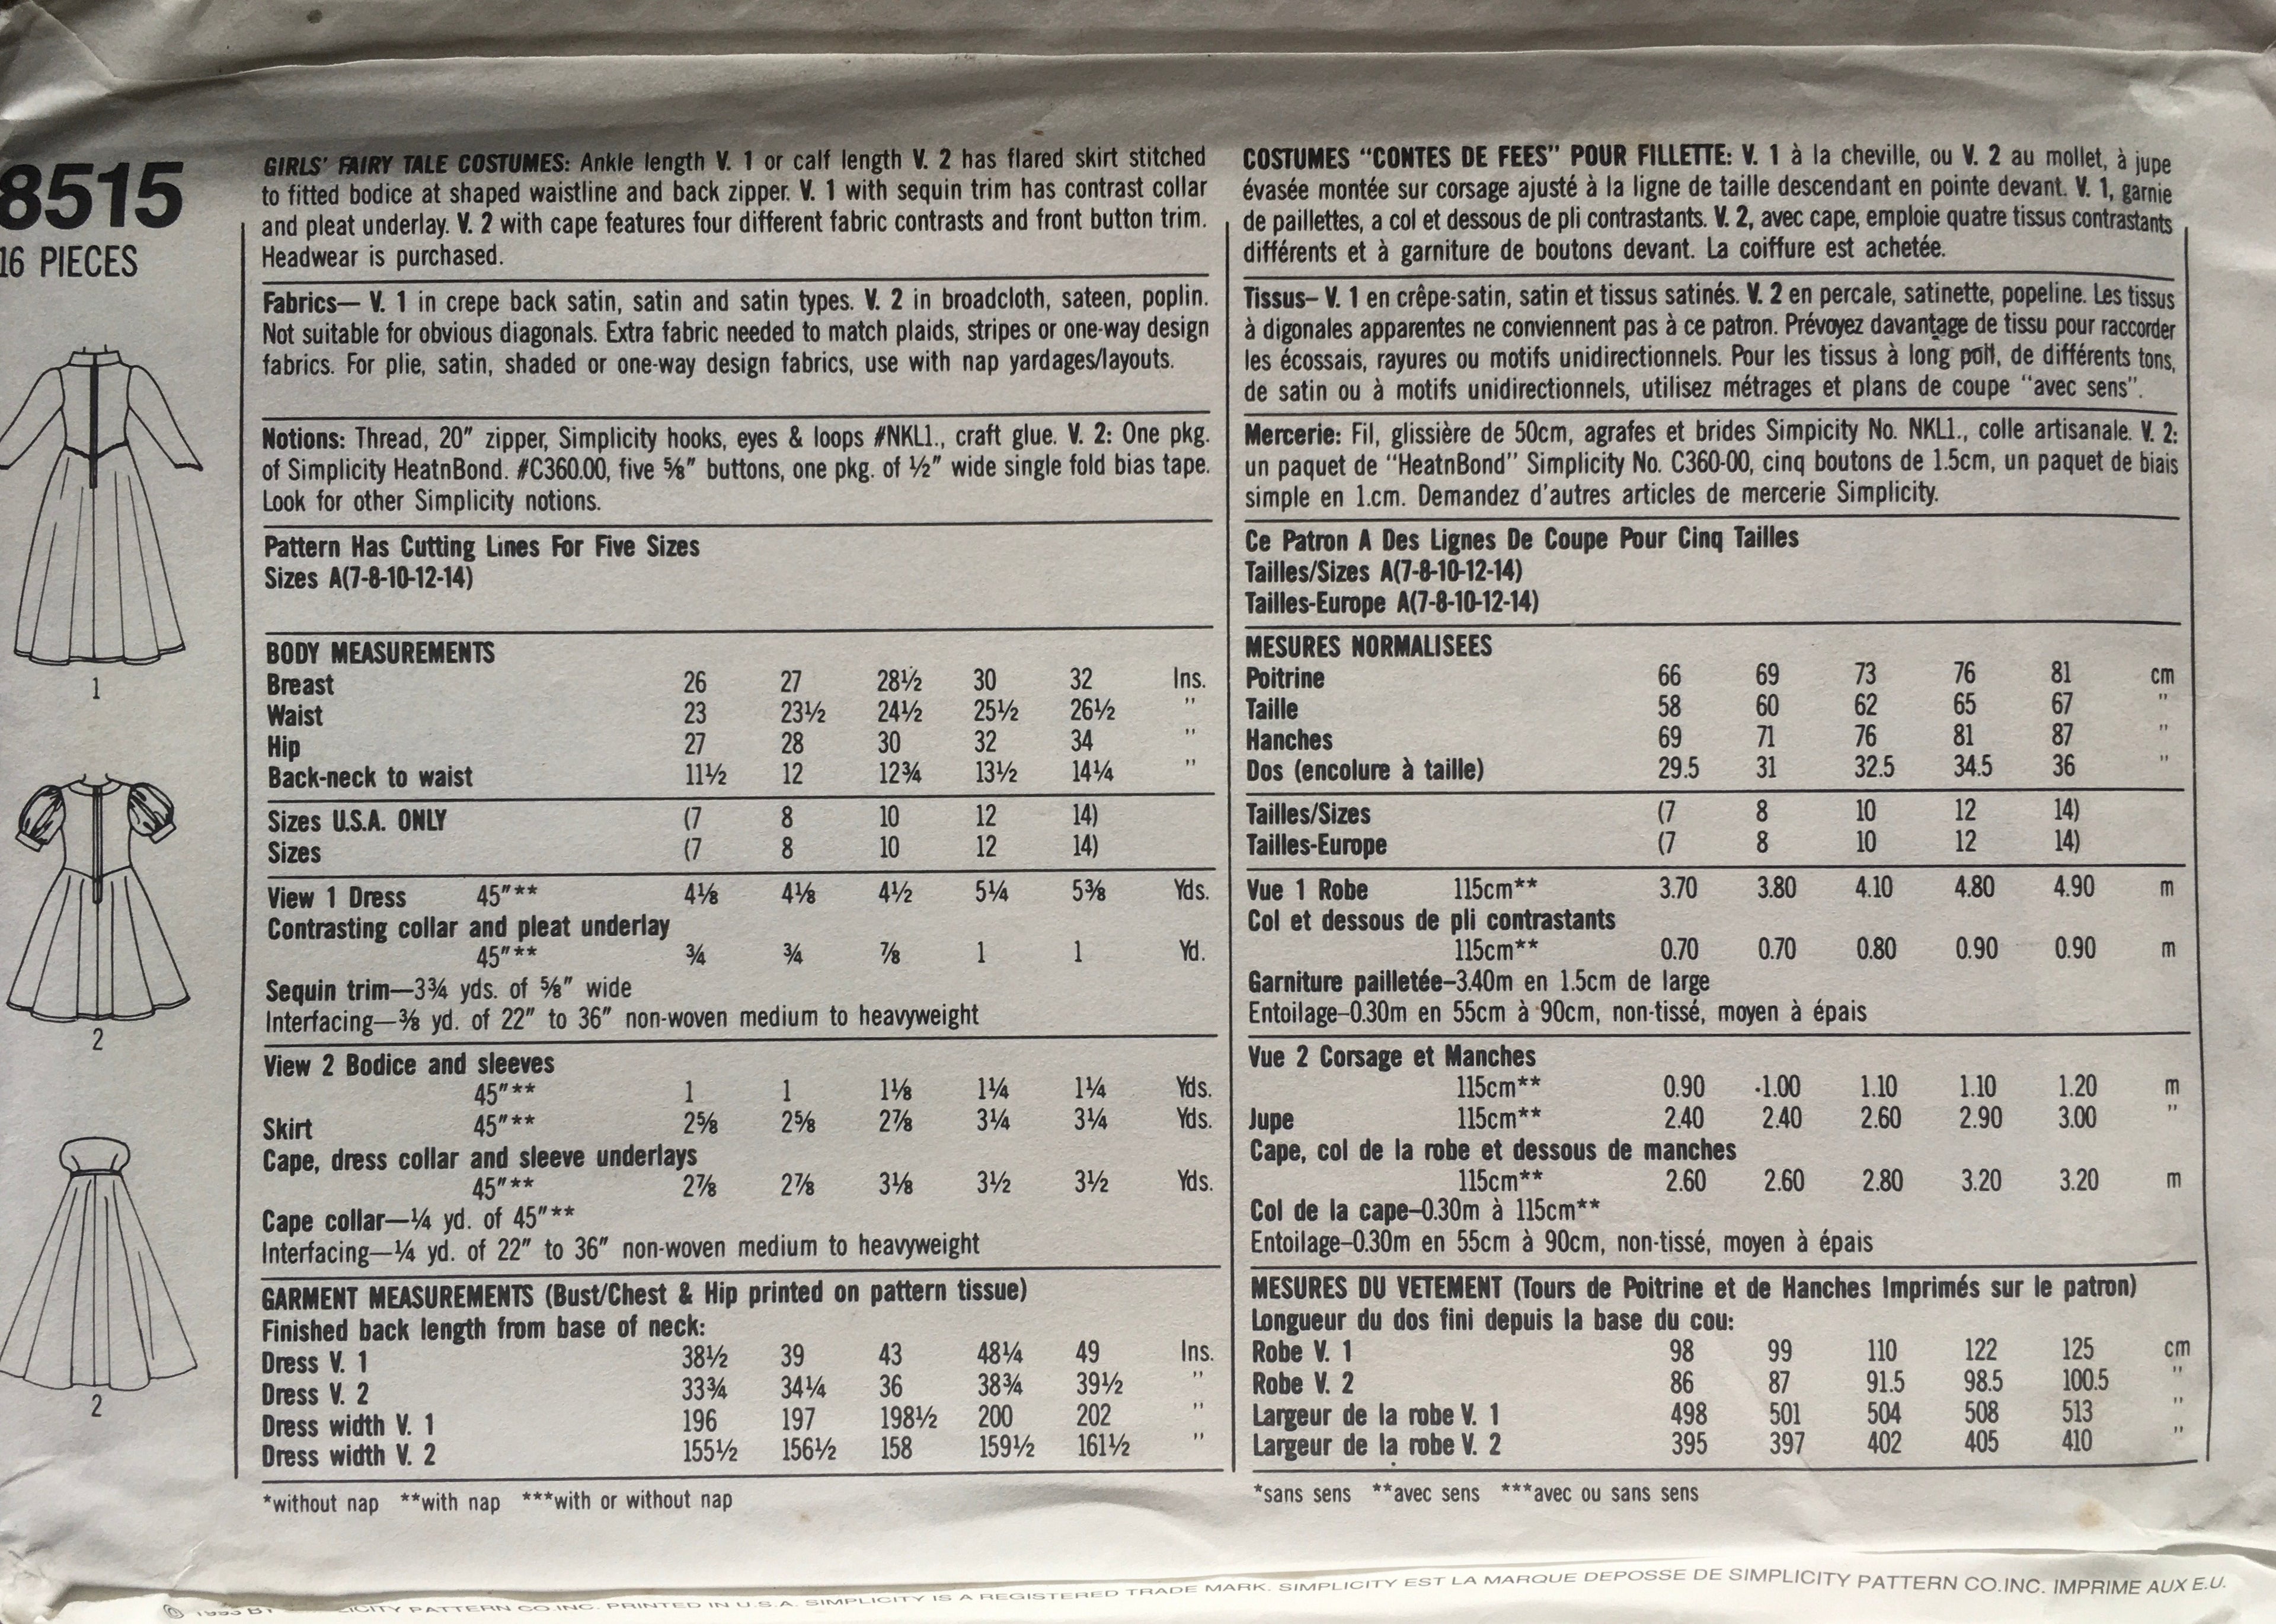 8515
16 PIECES
1
2
2
GIRLS' FAIRY TALE COSTUMES: Ankle length V. 1 or calf length V. 2 has flared skirt stitched
to fitted bodice at shaped waistline and back zipper. V. 1 with sequin trim has contrast collar
and pleat underlay. V. 2 with cape features four different fabric contrasts and front button trim.
Headwear is purchased.
Fabrics— V. 1 in crepe back satin, satin and satin types. V. 2 in broadcloth, sateen, poplin.
Not suitable for obvious diagonals. Extra fabric needed to match plaids, stripes or one-way design
fabrics. For plie, satin, shaded or one-way design fabrics, use with nap yardages/layouts.
Notions: Thread, 20" zipper, Simplicity hooks, eyes & loops #NKL1., craft glue. V. 2: One pkg.
of Simplicity HeatnBond. #C360.00, five ⅝" buttons, one pkg. of ½" wide single fold bias tape.
Look for other Simplicity notions.
Pattern Has Cutting Lines For Five Sizes
Sizes A(7-8-10-12-14)
BODY MEASUREMENTS
Breast 26 27 28½ 30 32 Ins.
Waist 23 23½ 24½ 25½ 26½ "
Hip 27 28 30 32 34 "
Back-neck to waist 11½ 12 12¾ 13½ 14¼ "
Sizes U.S.A. ONLY (7 8 10 12 14)
Sizes (7 8 10 12 14)
View 1 Dress 45"** 4⅛ 4⅛ 4½ 5¼ 5⅜ Yds.
Contrasting collar and pleat underlay
45"** ¾ ¾ ⅞ 1 1 Yd.
Sequin trim—3¾ yds. of ⅝" wide
Interfacing—⅜ yd. of 22" to 36" non-woven medium to heavyweight
View 2 Bodice and sleeves
45"** 1 1 1⅛ 1¼ 1¼ Yds.
Skirt 45"** 2⅝ 2⅝ 2⅞ 3¼ 3¼ Yds.
Cape, dress collar and sleeve underlays
45"** 2⅞ 2⅞ 3⅛ 3½ 3½ Yds.
Cape collar—¼ yd. of 45"**
Interfacing—¼ yd. of 22" to 36" non-woven medium to heavyweight
GARMENT MEASUREMENTS (Bust/Chest & Hip printed on pattern tissue)
Finished back length from base of neck:
Dress V. 1 38½ 39 43 48¼ 49 Ins.
Dress V. 2 33¾ 34¼ 36 38¾ 39½ "
Dress width V. 1 196 197 198½ 200 202 "
Dress width V. 2 155½ 156½ 158 159½ 161½ "
*without nap **with nap ***with or without nap
COSTUMES "CONTES DE FEES" POUR FILLETTE: V. 1 à la cheville, ou V. 2 au mollet, à jupe
évasée montée sur corsage ajusté à la ligne de taille descendant en pointe devant. V. 1, garnie
de paillettes, a col et dessous de pli contrastants. V. 2, avec cape, emploie quatre tissus contrastants
différents et à garniture de boutons devant. La coiffure est achetée.
Tissus– V. 1 en crêpe-satin, satin et tissus satinés. V. 2 en percale, satinette, popeline. Les tissus
à digonales apparentes ne conviennent pas à ce patron. Prévoyez davantage de tissu pour raccorder
les écossais, rayures ou motifs unidirectionnels. Pour les tissus à long poil, de différents tons,
de satin ou à motifs unidirectionnels, utilisez métrages et plans de coupe "avec sens".
Mercerie: Fil, glissière de 50cm, agrafes et brides Simpicity No. NKL1., colle artisanale. V. 2:
un paquet de "HeatnBond" Simplicity No. C360-00, cinq boutons de 1.5cm, un paquet de biais
simple en 1.cm. Demandez d'autres articles de mercerie Simplicity.
Ce Patron A Des Lignes De Coupe Pour Cinq Tailles
Tailles/Sizes A(7-8-10-12-14)
Tailles-Europe A(7-8-10-12-14)
MESURES NORMALISEES
Poitrine 66 69 73 76 81 cm
Taille 58 60 62 65 67 "
Hanches 69 71 76 81 87 "
Dos (encolure à taille) 29.5 31 32.5 34.5 36 "
Tailles/Sizes (7 8 10 12 14)
Tailles-Europe (7 8 10 12 14)
Vue 1 Robe 115cm** 3.70 3.80 4.10 4.80 4.90 m
Col et dessous de pli contrastants
115cm** 0.70 0.70 0.80 0.90 0.90 m
Garniture pailletée–3.40m en 1.5cm de large
Entoilage–0.30m en 55cm à 90cm, non-tissé, moyen à épais
Vue 2 Corsage et Manches
115cm** 0.90 1.00 1.10 1.10 1.20 m
Jupe 115cm** 2.40 2.40 2.60 2.90 3.00 "
Cape, col de la robe et dessous de manches
115cm** 2.60 2.60 2.80 3.20 3.20 m
Col de la cape–0.30m à 115cm**
Entoilage–0.30m en 55cm à 90cm, non-tissé, moyen à épais
MESURES DU VETEMENT (Tours de Poitrine et de Hanches Imprimés sur le patron)
Longueur du dos fini depuis la base du cou:
Robe V. 1 98 99 110 122 125 cm
Robe V. 2 86 87 91.5 98.5 100.5 "
Largeur de la robe V. 1 498 501 504 508 513 "
Largeur de la robe V. 2 395 397 402 405 410 "
*sans sens **avec sens ***avec ou sans sens
PATTERN CO.INC. PRINTED IN U.S.A. SIMPLICITY IS A REGISTERED TRADE MARK. SIMPLICITY EST LA MARQUE DEPOSSE DE SIMPLICITY PATTERN CO.INC. IMPRIME AUX E.U.